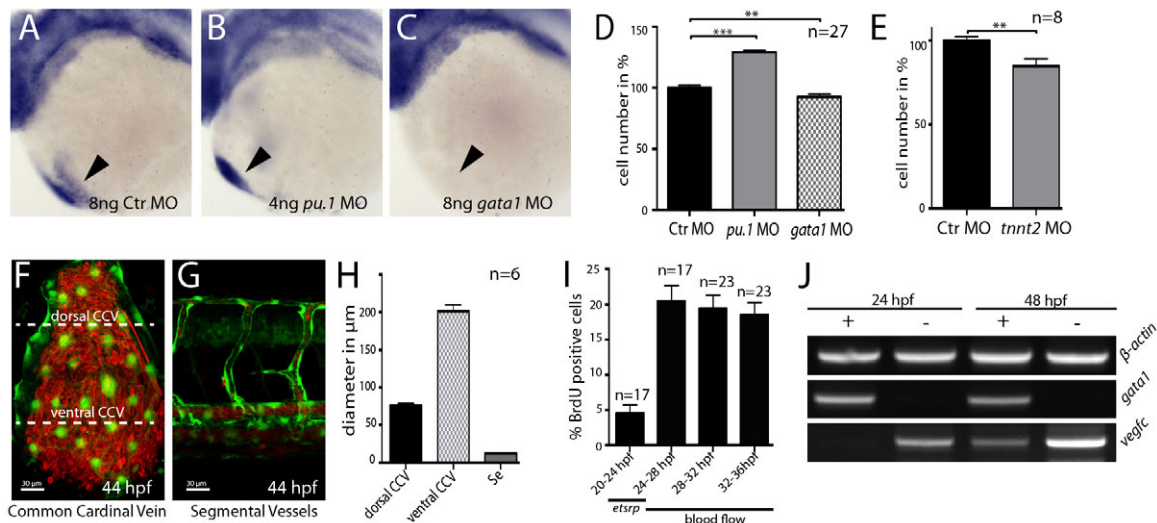 A
8ng Ctr MO
B
4ng pu.1 MO
C
8ng gata1 MO
D
cell number in %
150
100
50
0
***
**
n=27
Ctr MO
pu.1 MO
gata1 MO
E
cell number in %
100
50
0
**
n=8
Ctr MO
tnnt2 MO
F
dorsal CCV
ventral CCV
30 µm
44 hpf
Common Cardinal Vein
G
30 µm
44 hpf
Segmental Vessels
H
n=6
diameter in µm
200
150
100
50
0
dorsal CCV
ventral CCV
Se
I
% BrdU positive cells
25
20
15
10
5
0
n=17
n=17
n=23
n=23
20-24 hpf
24-28 hpf
28-32 hpf
32-36hpf
etsrp
blood flow
J
24 hpf
48 hpf
+
-
+
-
β-actin
gata1
vegfc